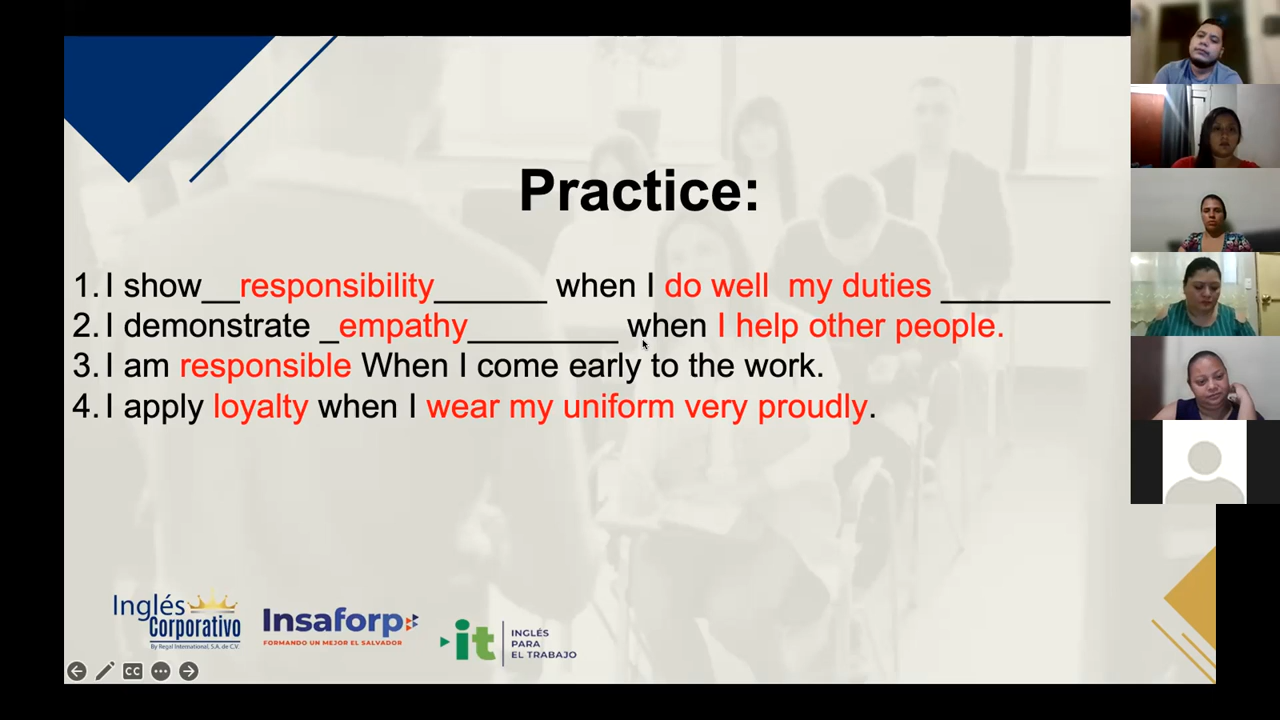 Practice:
1. I show__responsibility______ when I do well  my duties _________
2. I demonstrate _empathy________ when I help other people.
3. I am responsible When I come early to the work.
4. I apply loyalty when I wear my uniform very proudly.
Inglés
Corporativo
By Regal International, S.A. de C.V.
Insaforp
FORMANDO UN MEJOR EL SALVADOR
it
INGLÉS
PARA
EL TRABAJO
CC